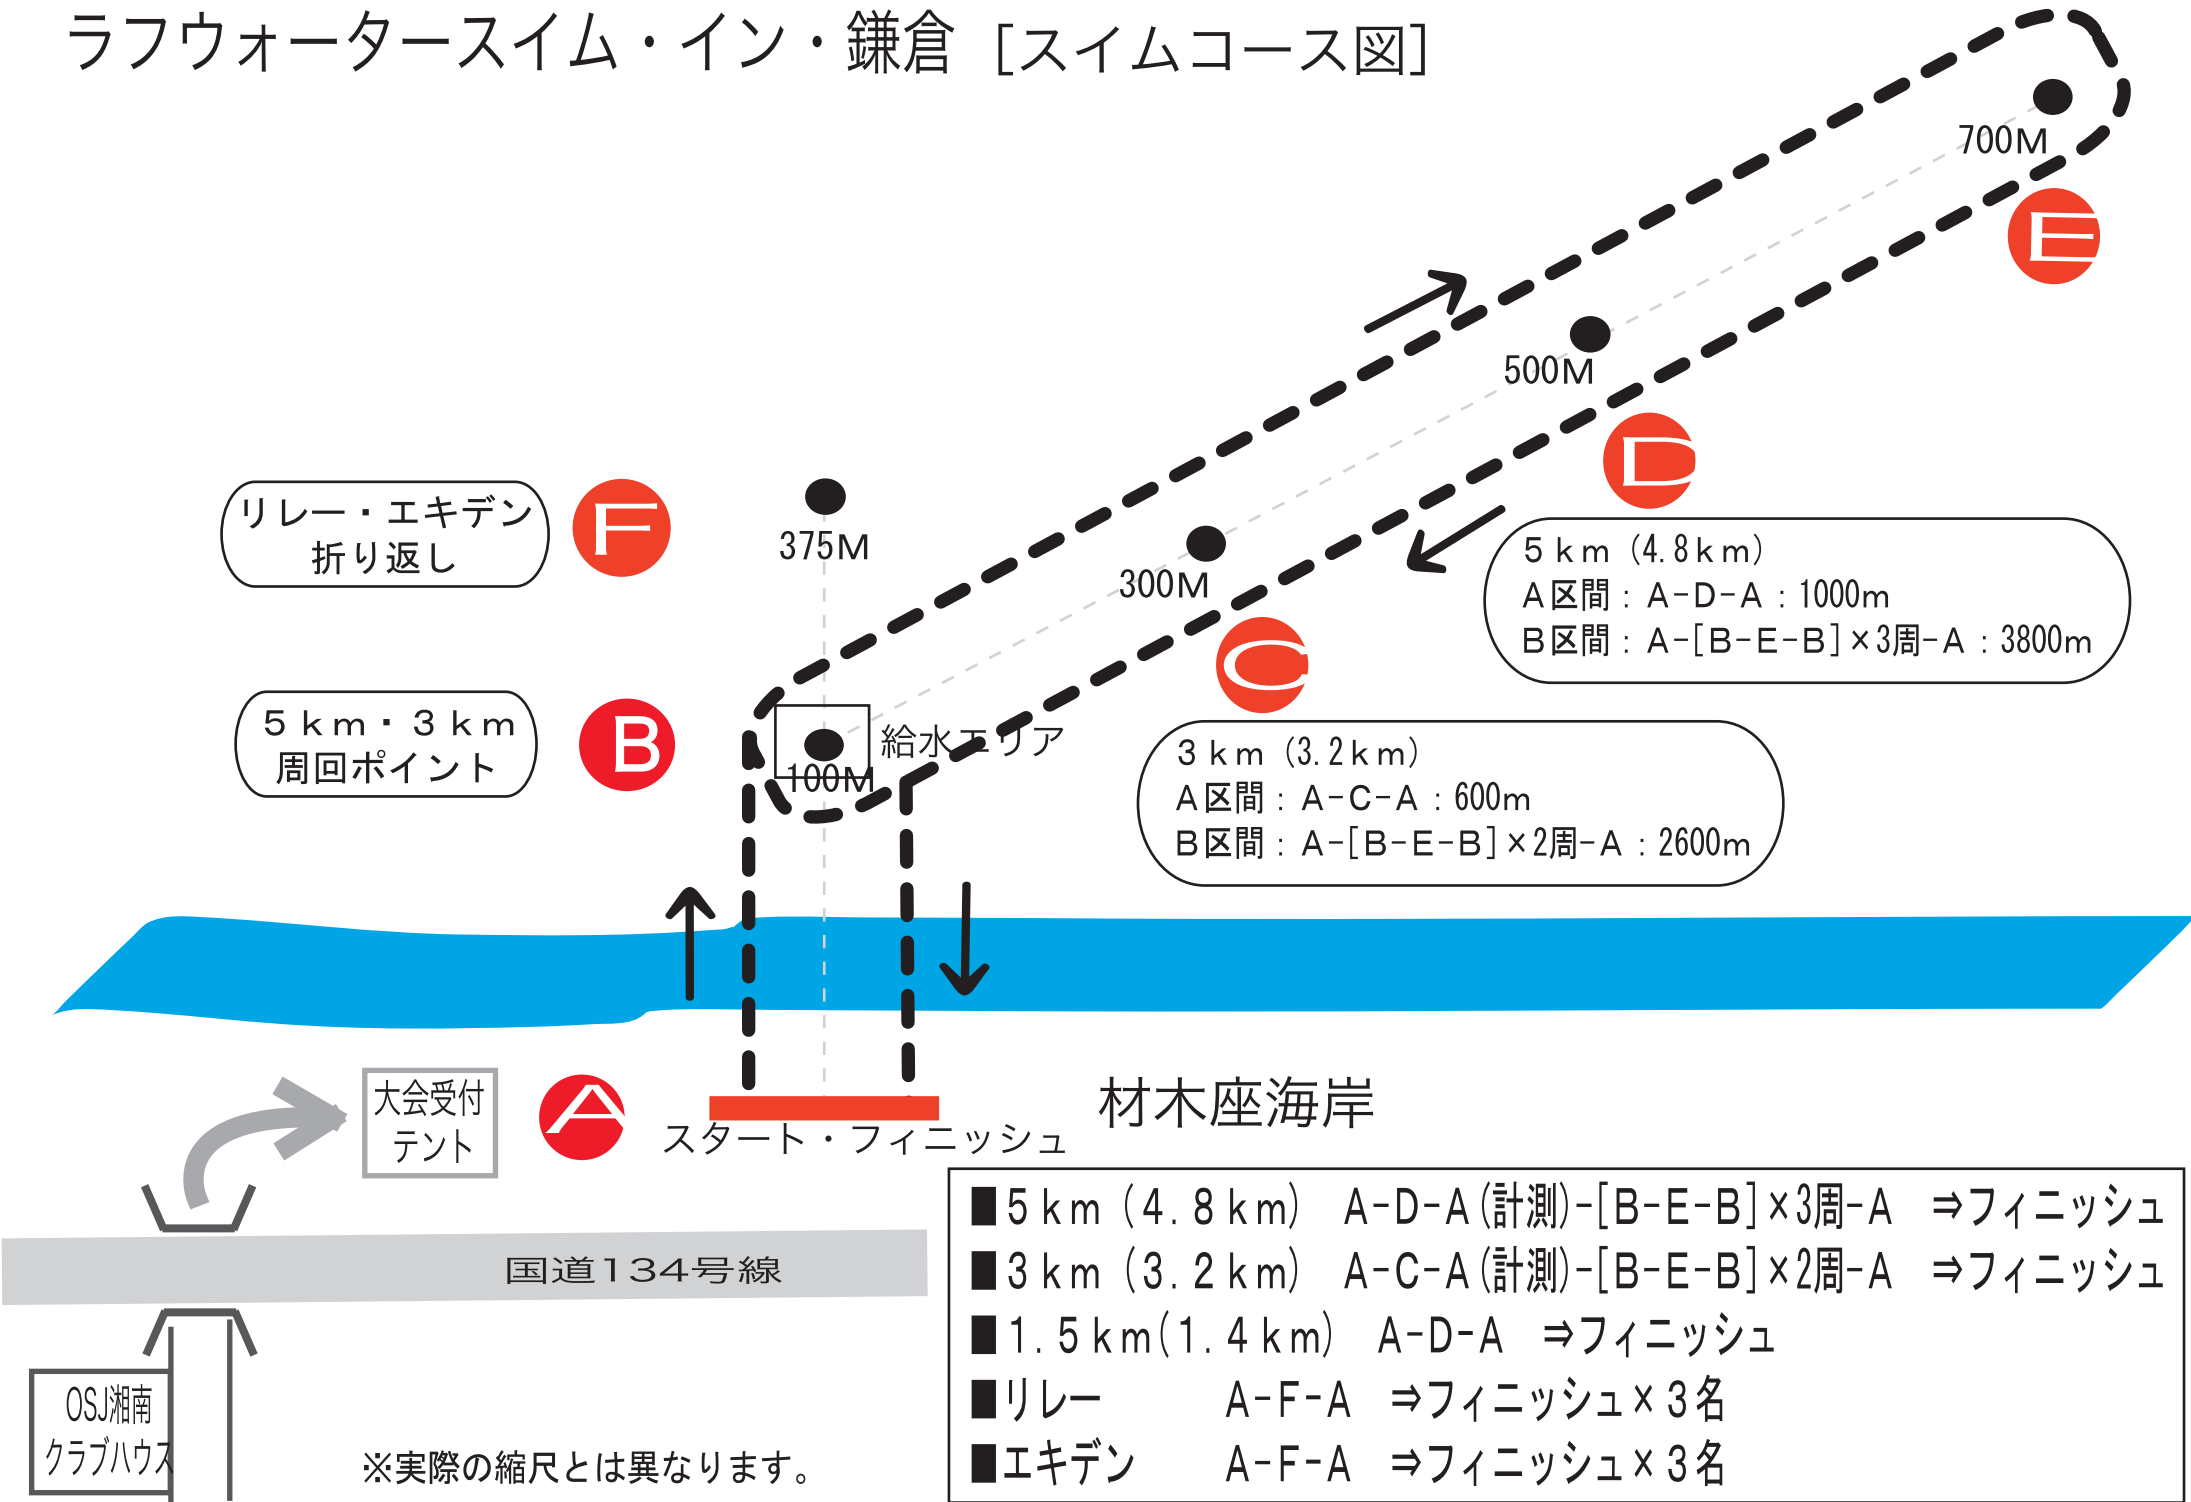 ラフウォータースイム・イン・鎌倉 [スイムコース図]
700M
E
500M
D
リレー・エキデン
折り返し
F
375M
300M
C
5km (4.8km)
A区間：A-D-A：1000m
B区間：A-[B-E-B]×3周-A：3800m
5km・3km
周回ポイント
B
給水エリア
100M
3km (3.2km)
A区間：A-C-A：600m
B区間：A-[B-E-B]×2周-A：2600m
大会受付
テント
A
スタート・フィニッシュ
材木座海岸
国道134号線
■5km (4.8km) A-D-A(計測)-[B-E-B]×3周-A ⇒フィニッシュ
■3km (3.2km) A-C-A(計測)-[B-E-B]×2周-A ⇒フィニッシュ
■1.5km(1.4km) A-D-A ⇒フィニッシュ
■リレー A-F-A ⇒フィニッシュ×3名
■エキデン A-F-A ⇒フィニッシュ×3名
OSJ湘南
クラブハウス
※実際の縮尺とは異なります。